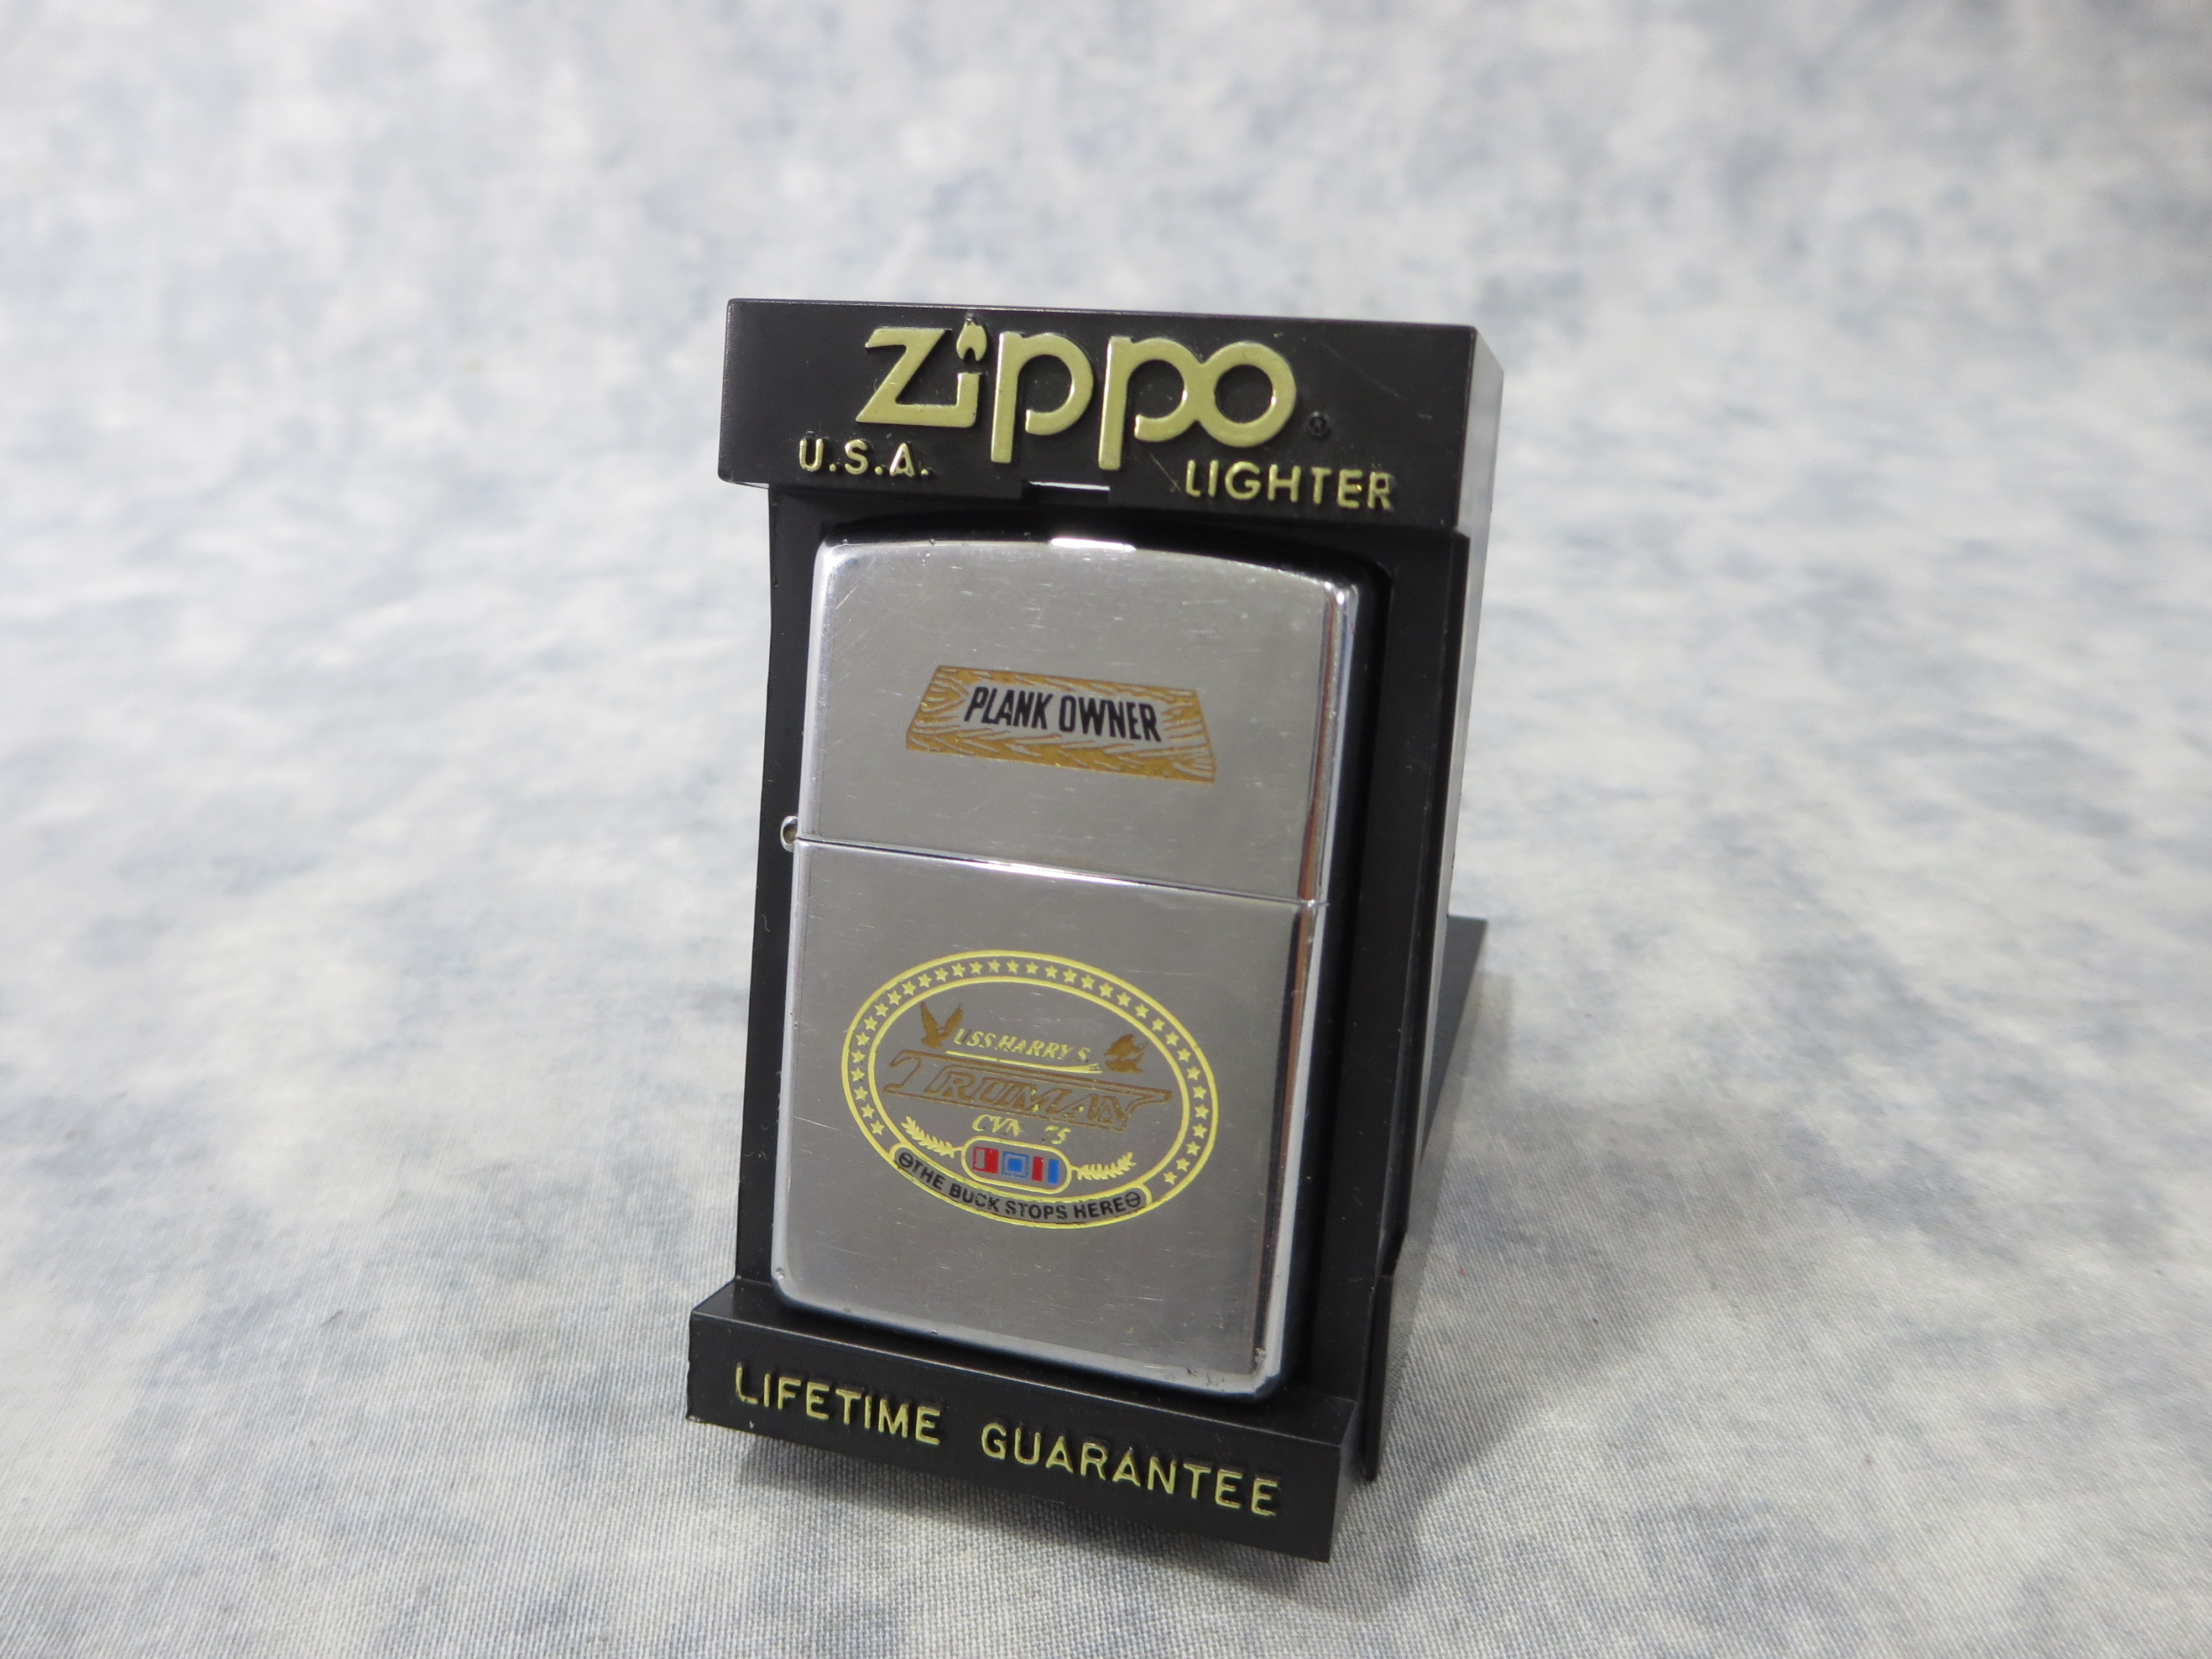 Zippo®
U.S.A. LIGHTER
PLANK OWNER
USS HARRY S.
TRUMAN
CVN 75
THE BUCK STOPS HERE
LIFETIME GUARANTEE